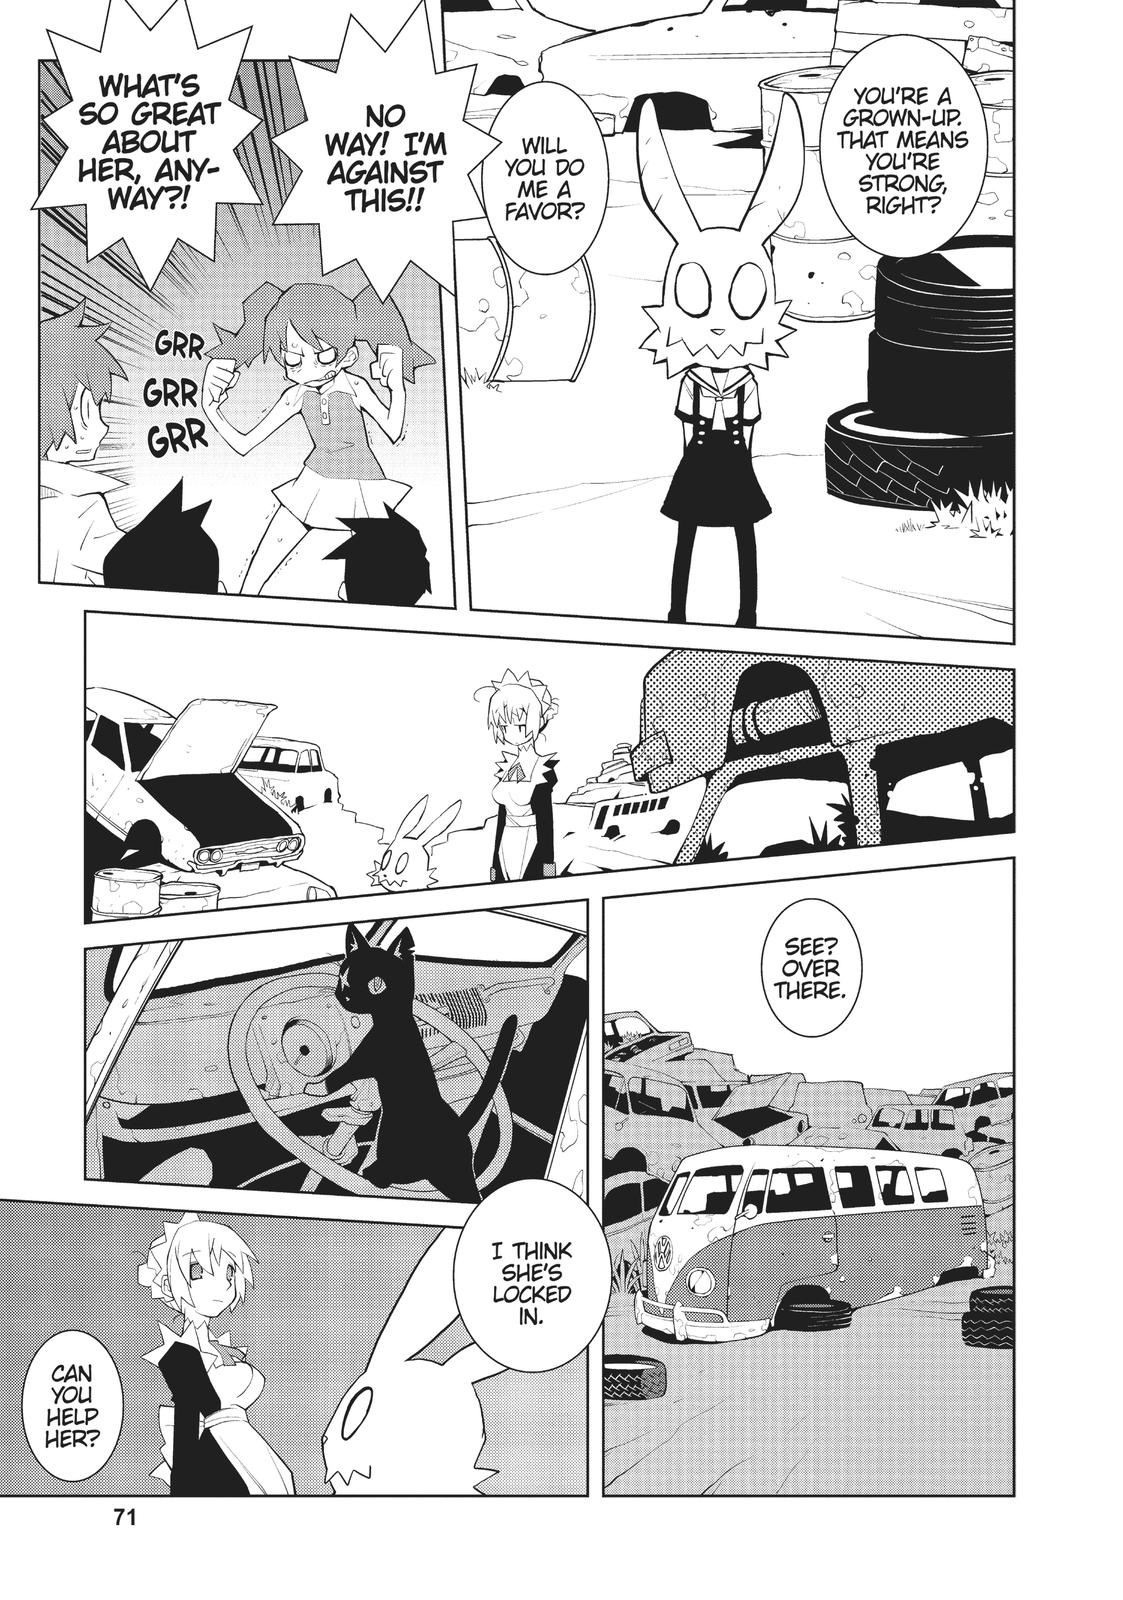 YOU'RE A
GROWN-UP.
THAT MEANS
YOU'RE
STRONG,
RIGHT?
WILL
YOU DO
ME A
FAVOR?
NO
WAY! I'M
AGAINST
THIS!!
WHAT'S
SO GREAT
ABOUT
HER, ANY-
WAY?!
GRR
GRR
GRR
SEE?
OVER
THERE.
VW
I THINK
SHE'S
LOCKED
IN.
CAN
YOU
HELP
HER?
71